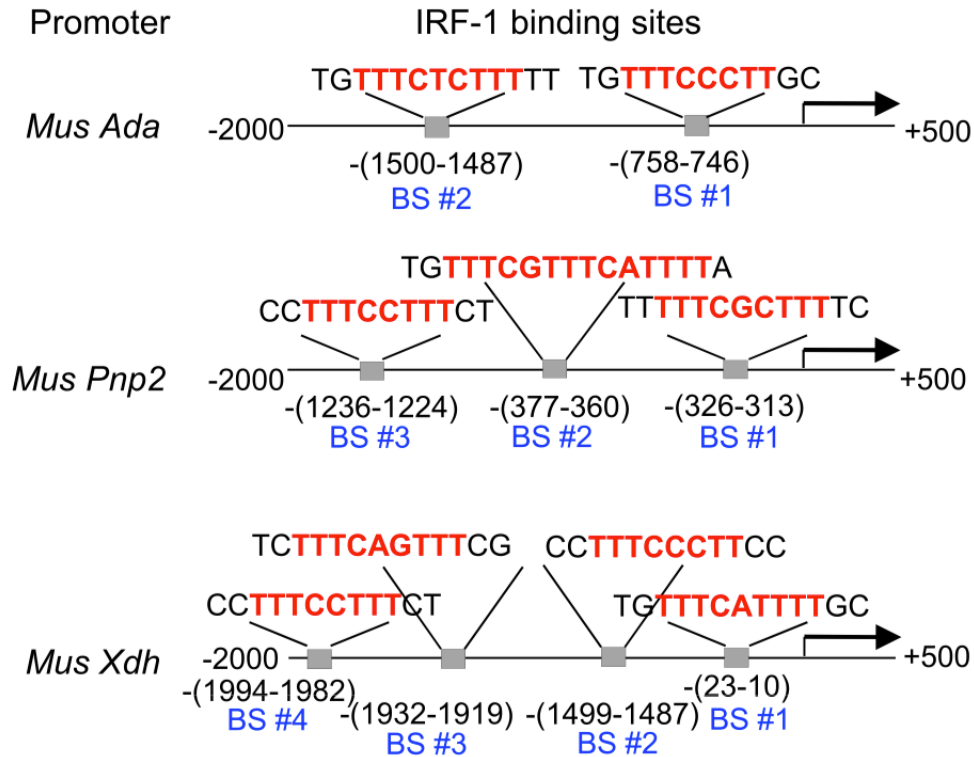 Promoter IRF-1 binding sites
TGTTTCTCTTTTT TGTTTCCCTTGC
Mus Ada -2000 +500
-(1500-1487) -(758-746)
BS #2 BS #1
TGTTTCGTTTCATTTTA
CCTTTCCTTTCT TTTTTCGCTTTTC
Mus Pnp2 -2000 +500
-(1236-1224) -(377-360) -(326-313)
BS #3 BS #2 BS #1
TCTTTCAGTTTCG CCTTTCCCTTCC
CCTTTCCTTTCT TGTTTCATTTTGC
Mus Xdh -2000 +500
-(1994-1982) -(23-10)
BS #4 -(1932-1919) -(1499-1487) BS #1
BS #3 BS #2